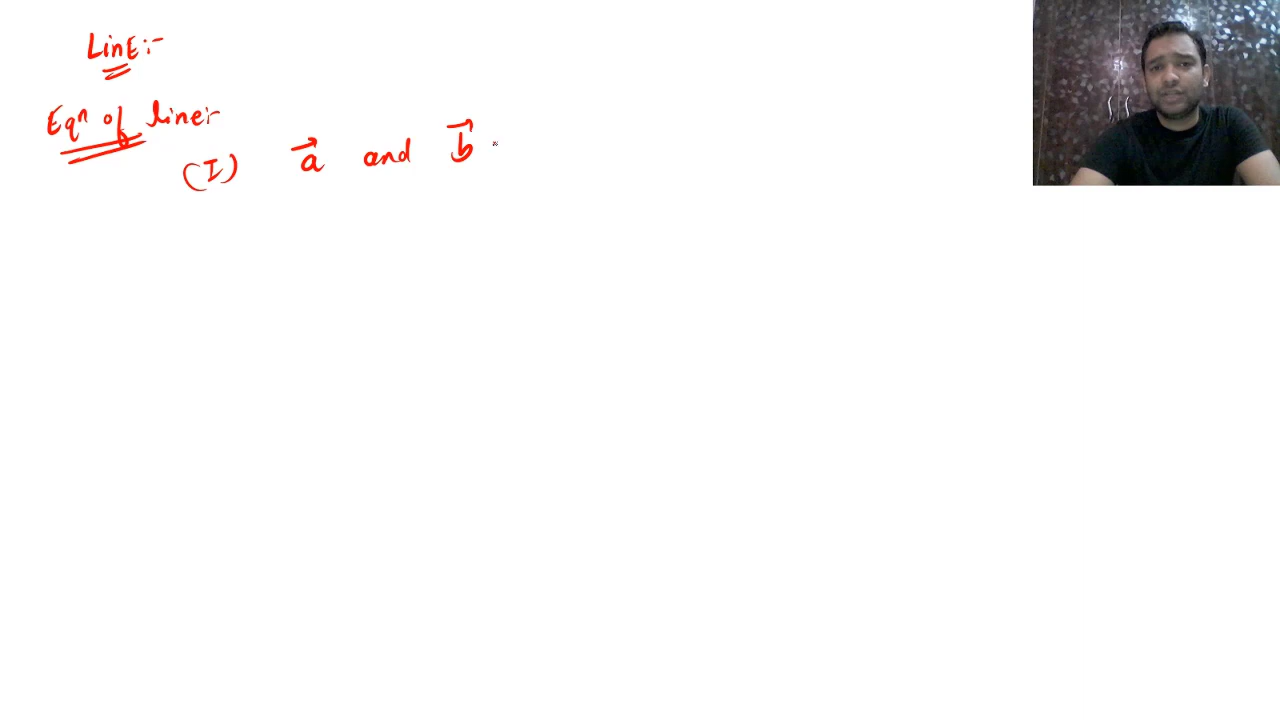 LinE:-
Eqⁿ of line:-
(I) a⃗ and b⃗